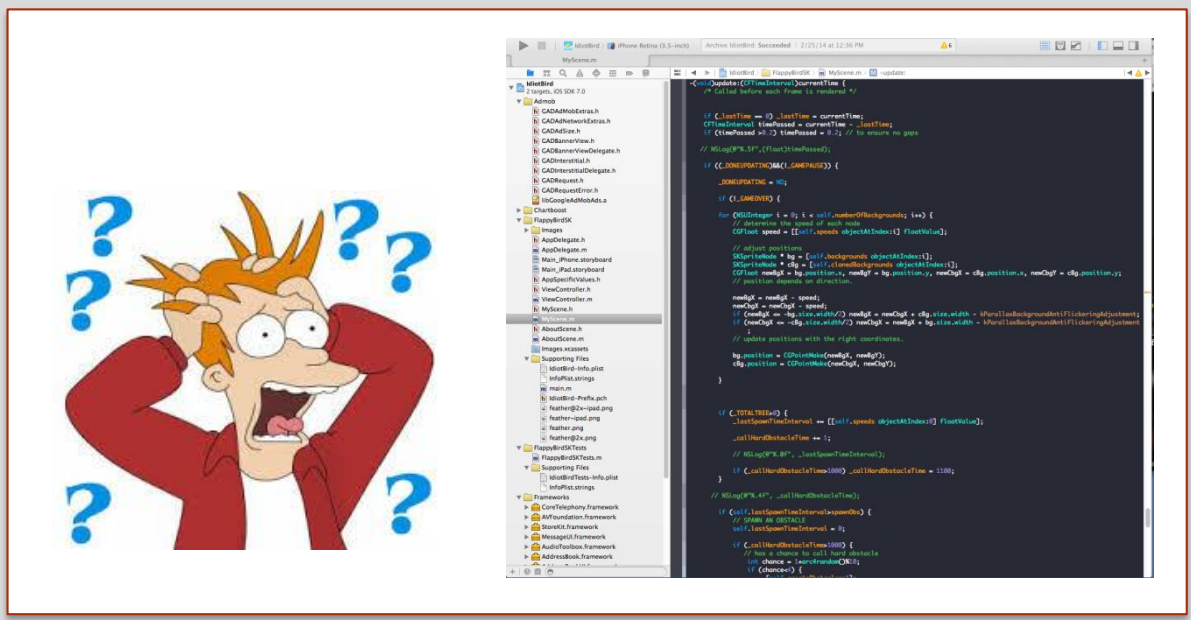 ?
?
?
?
?
?
?
IdiotBird
iPhone Retina (3.5-inch)
Archive IdiotBird: Succeeded
2/25/14 at 12:36 PM
6
MyScene.m
IdiotBird
FlappyBirdSK
MyScene.m
-update:
IdiotBird
2 targets, iOS SDK 7.0
Admob
GADAdMobExtras.h
GADAdNetworkExtras.h
GADAdSize.h
GADBannerView.h
GADBannerViewDelegate.h
GADInterstitial.h
GADInterstitialDelegate.h
GADRequest.h
GADRequestError.h
libGoogleAdMobAds.a
Chartboost
FlappyBirdSK
Images
AppDelegate.h
AppDelegate.m
Main_iPhone.storyboard
Main_iPad.storyboard
AppSpecificValues.h
ViewController.h
ViewController.m
MyScene.h
MyScene.m
AboutScene.h
AboutScene.m
Images.xcassets
Supporting Files
IdiotBird-Info.plist
InfoPlist.strings
main.m
IdiotBird-Prefix.pch
feather@2x~ipad.png
feather~ipad.png
feather.png
feather@2x.png
FlappyBirdSKTests
FlappyBirdSKTests.m
Supporting Files
IdiotBirdTests-Info.plist
InfoPlist.strings
Frameworks
CoreTelephony.framework
AVFoundation.framework
StoreKit.framework
MessageUI.framework
AudioToolbox.framework
AddressBook.framework
-(void)update:(CFTimeInterval)currentTime {
/* Called before each frame is rendered */
if (_lastTime == 0) _lastTime = currentTime;
CFTimeInterval timePassed = currentTime - _lastTime;
if (timePassed >0.2) timePassed = 0.2; // to ensure no gaps
// NSLog(@"%.5f",(float)timePassed);
if ((_DONEUPDATING)&&(!_GAMEPAUSE)) {
_DONEUPDATING = NO;
if (!_GAMEOVER) {
for (NSUInteger i = 0; i < self.numberOfBackgrounds; i++) {
// determine the speed of each node
CGFloat speed = [[self.speeds objectAtIndex:i] floatValue];
// adjust positions
SKSpriteNode * bg = [self.backgrounds objectAtIndex:i];
SKSpriteNode * cBg = [self.clonedBackgrounds objectAtIndex:i];
CGFloat newBgX = bg.position.x, newBgY = bg.position.y, newCbgX = cBg.position.x, newCbgY = cBg.position.y;
// position depends on direction.
newBgX = newBgX - speed;
newCbgX = newCbgX - speed;
if (newBgX <= -bg.size.width/2) newBgX = newCbgX + cBg.size.width - kParallaxBackgroundAntiFlickeringAdjustment;
if (newCbgX <= -cBg.size.width/2) newCbgX = newBgX + bg.size.width - kParallaxBackgroundAntiFlickeringAdjustment
;
// update positions with the right coordinates.
bg.position = CGPointMake(newBgX, newBgY);
cBg.position = CGPointMake(newCbgX, newCbgY);
}
if (_TOTALTREE>0) {
_lastSpawnTimeInterval += [[self.speeds objectAtIndex:0] floatValue];
_callHardObstacleTime += 1;
// NSLog(@"%.0f", _lastSpawnTimeInterval);
if (_callHardObstacleTime>1000) _callHardObstacleTime = 1100;
}
// NSLog(@"%.4f", _callHardObstacleTime);
if (self.lastSpawnTimeInterval>spawnObs) {
// SPAWN AN OBSTACLE
self.lastSpawnTimeInterval = 0;
if (_callHardObstacleTime>1000) {
// has a chance to call hard obstacle
int chance = 1+arc4random()%10;
if (chance<4) {